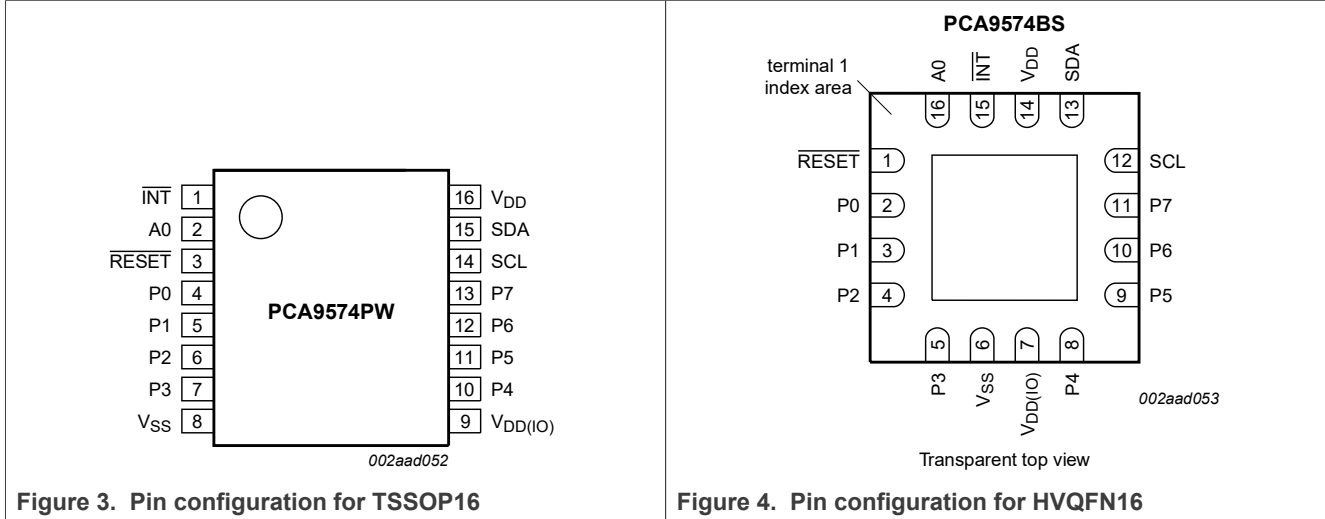 INT 1
A0 2
RESET 3
P0 4
P1 5
P2 6
P3 7
VSS 8
PCA9574PW
16 VDD
15 SDA
14 SCL
13 P7
12 P6
11 P5
10 P4
9 VDD(IO)
002aad052
Figure 3. Pin configuration for TSSOP16
PCA9574BS
terminal 1
index area
A0 INT VDD SDA
16 15 14 13
RESET 1
P0 2
P1 3
P2 4
12 SCL
11 P7
10 P6
9 P5
5 6 7 8
P3 VSS VDD(IO) P4
002aad053
Transparent top view
Figure 4. Pin configuration for HVQFN16